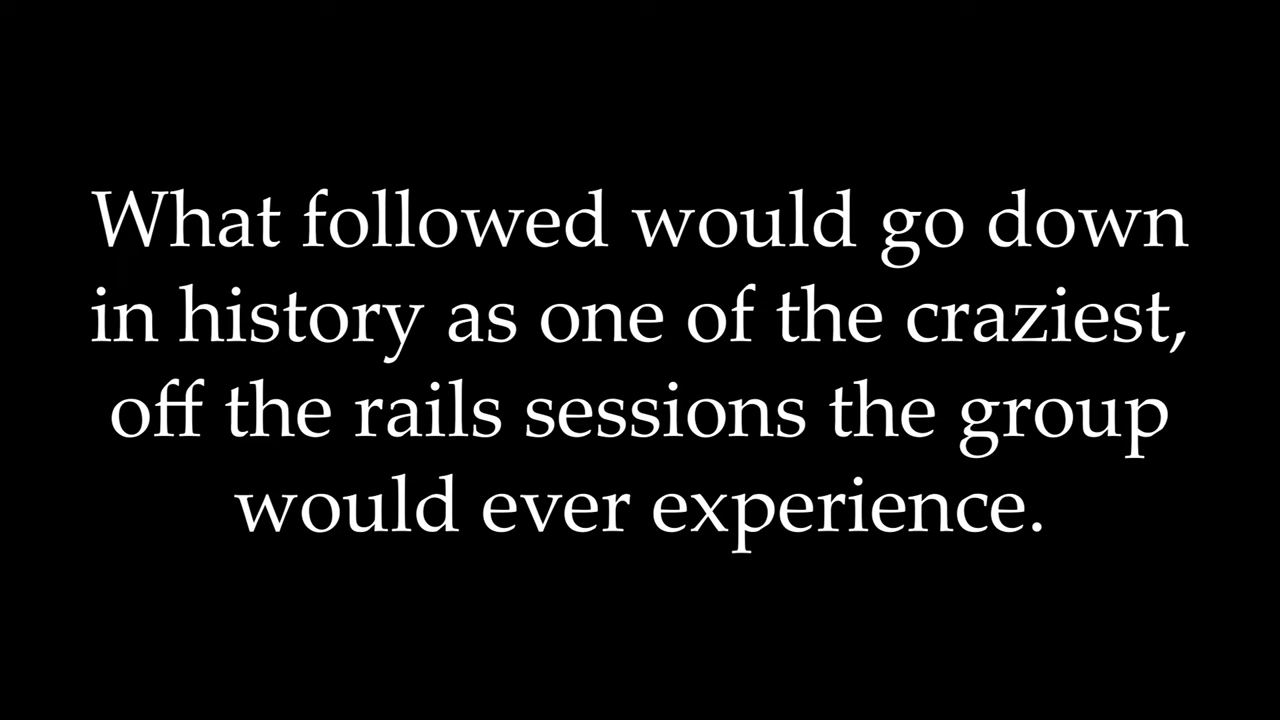 What followed would go down
in history as one of the craziest,
off the rails sessions the group
would ever experience.